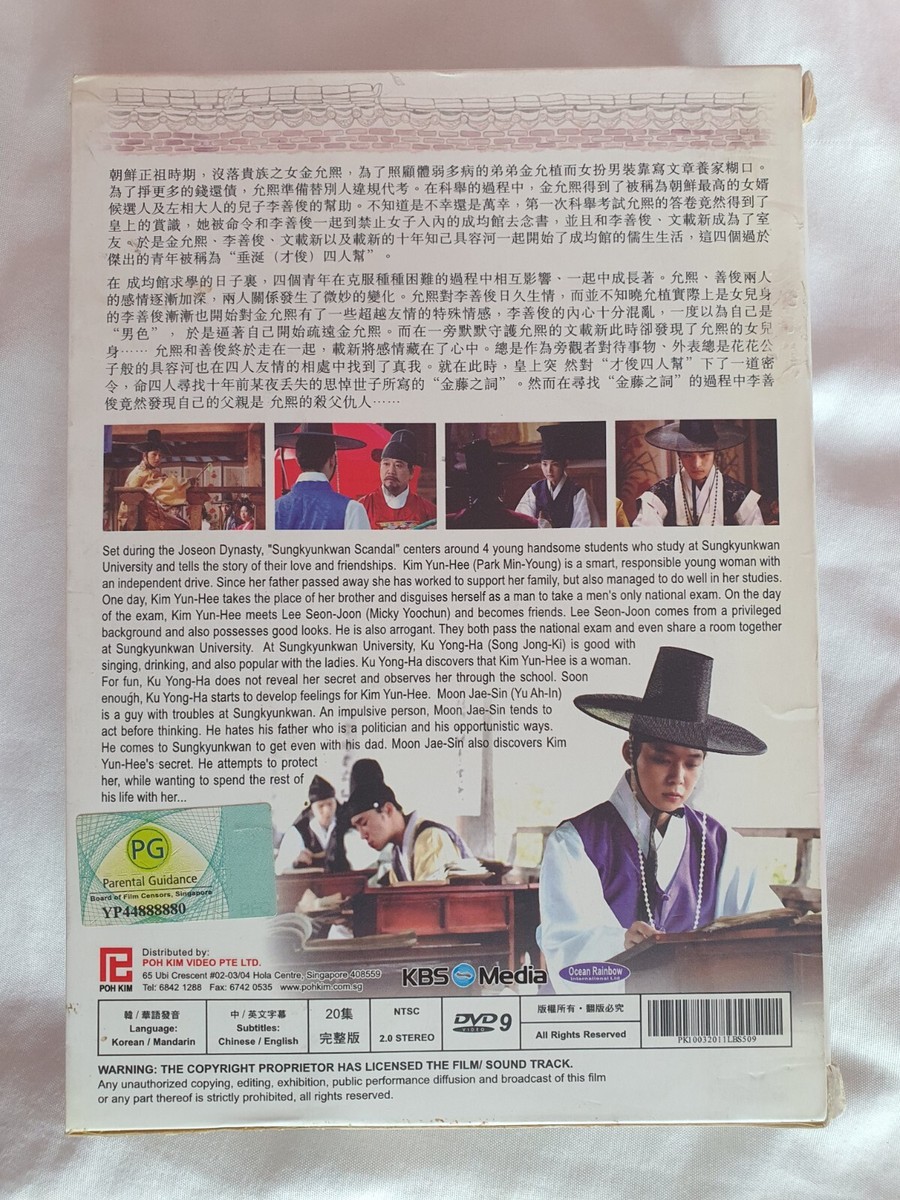 朝鮮正祖時期，沒落貴族之女金允熙，為了照顧體弱多病的弟弟金允植而女扮男裝靠寫文章養家糊口。
為了掙更多的錢還債，允熙準備替別人違規代考。在科舉的過程中，金允熙得到了被稱為朝鮮最高的女婿
候選人及左相大人的兒子李善俊的幫助。不知道是不幸還是萬幸，第一次科舉考試允熙的答卷竟然得到了
皇上的賞識，她被命令和李善俊一起到禁止女子入內的成均館去念書，並且和李善俊、文載新成為了室
友。於是金允熙、李善俊、文載新以及載新的十年知己具容河一起開始了成均館的儒生生活，這四個過於
傑出的青年被稱為“垂涎（才俊）四人幫”。
在 成均館求學的日子裏，四個青年在克服種種困難的過程中相互影響、一起中成長著。允熙、善俊兩人
的感情逐漸加深，兩人關係發生了微妙的變化。允熙對李善俊日久生情，而並不知曉允植實際上是女兒身
的李善俊漸漸也開始對金允熙有了一些超越友情的特殊情感，李善俊的內心十分混亂，一度以為自己是
“男色”， 於是逼著自己開始疏遠金允熙。而在一旁默默守護允熙的文載新此時卻發現了允熙的女兒
身…… 允熙和善俊終於走在一起，載新將感情藏在了心中。總是作為旁觀者對待事物、外表總是花花公
子般的具容河也在四人友情的相處中找到了真我。就在此時，皇上突 然對“才俊四人幫”下了一道密
令，命四人尋找十年前某夜丟失的思悼世子所寫的“金藤之詞”。然而在尋找“金藤之詞”的過程中李善
俊竟然發現自己的父親是 允熙的殺父仇人……
Set during the Joseon Dynasty, "Sungkyunkwan Scandal" centers around 4 young handsome students who study at Sungkyunkwan
University and tells the story of their love and friendships. Kim Yun-Hee (Park Min-Young) is a smart, responsible young woman with
an independent drive. Since her father passed away she has worked to support her family, but also managed to do well in her studies.
One day, Kim Yun-Hee takes the place of her brother and disguises herself as a man to take a men's only national exam. On the day
of the exam, Kim Yun-Hee meets Lee Seon-Joon (Micky Yoochun) and becomes friends. Lee Seon-Joon comes from a privileged
background and also possesses good looks. He is also arrogant. They both pass the national exam and even share a room together
at Sungkyunkwan University. At Sungkyunkwan University, Ku Yong-Ha (Song Jong-Ki) is good with
singing, drinking, and also popular with the ladies. Ku Yong-Ha discovers that Kim Yun-Hee is a woman.
For fun, Ku Yong-Ha does not reveal her secret and observes her through the school. Soon
enough, Ku Yong-Ha starts to develop feelings for Kim Yun-Hee. Moon Jae-Sin (Yu Ah-In)
is a guy with troubles at Sungkyunkwan. An impulsive person, Moon Jae-Sin tends to
act before thinking. He hates his father who is a politician and his opportunistic ways.
He comes to Sungkyunkwan to get even with his dad. Moon Jae-Sin also discovers Kim
Yun-Hee's secret. He attempts to protect
her, while wanting to spend the rest of
his life with her...
PG
Parental Guidance
Board of Film Censors, Singapore
YP44888880
POH KIM
Distributed by:
POH KIM VIDEO PTE LTD.
65 Ubi Crescent #02-03/04 Hola Centre, Singapore 408559
Tel: 6842 1288 Fax: 6742 0535 www.pohkim.com.sg
KBS Media
Ocean Rainbow
International Ltd
韓 / 華語發音
Language:
Korean / Mandarin
中 / 英文字幕
Subtitles:
Chinese / English
20集
完整版
NTSC
2.0 STEREO
DVD 9
VIDEO
版權所有・翻版必究
All Rights Reserved
PK10032011LBS509
WARNING: THE COPYRIGHT PROPRIETOR HAS LICENSED THE FILM/ SOUND TRACK.
Any unauthorized copying, editing, exhibition, public performance diffusion and broadcast of this film
or any part thereof is strictly prohibited, all rights reserved.